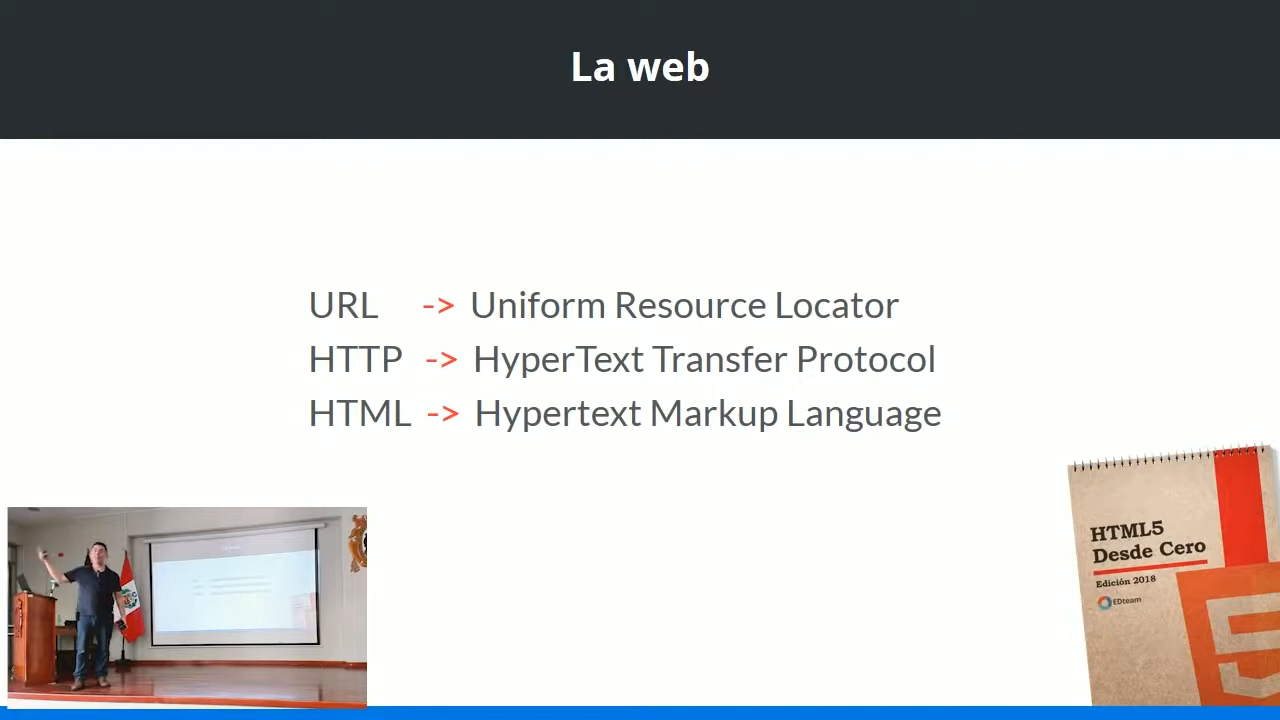 La web
URL -> Uniform Resource Locator
HTTP -> HyperText Transfer Protocol
HTML -> Hypertext Markup Language
HTML5
Desde Cero
Edición 2018
EDteam